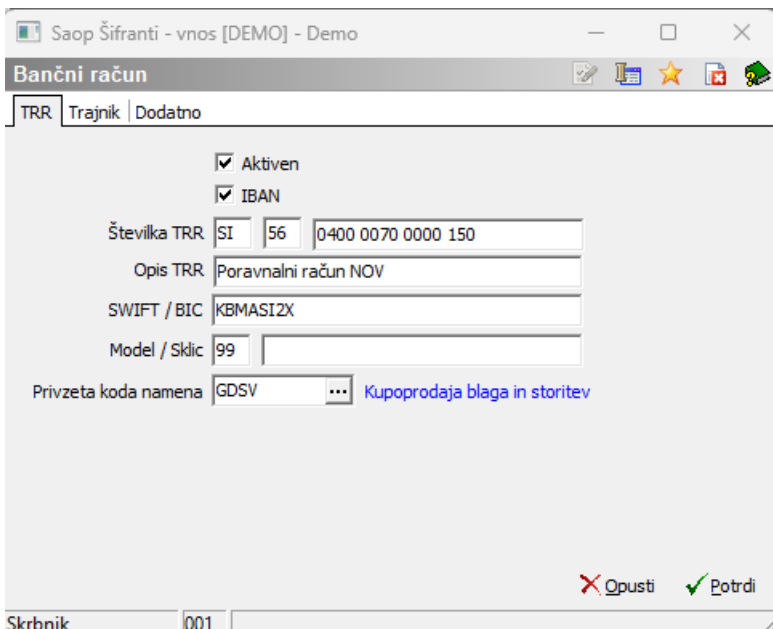 Saop Šifranti - vnos [DEMO] - Demo
Bančni račun
TRR Trajnik Dodatno
Aktiven
IBAN
Številka TRR SI 56 0400 0070 0000 150
Opis TRR Poravnalni račun NOV
SWIFT / BIC KBMASI2X
Model / Sklic 99
Privzeta koda namena GDSV ... Kupoprodaja blaga in storitev
Opusti Potrdi
Skrbnik 001